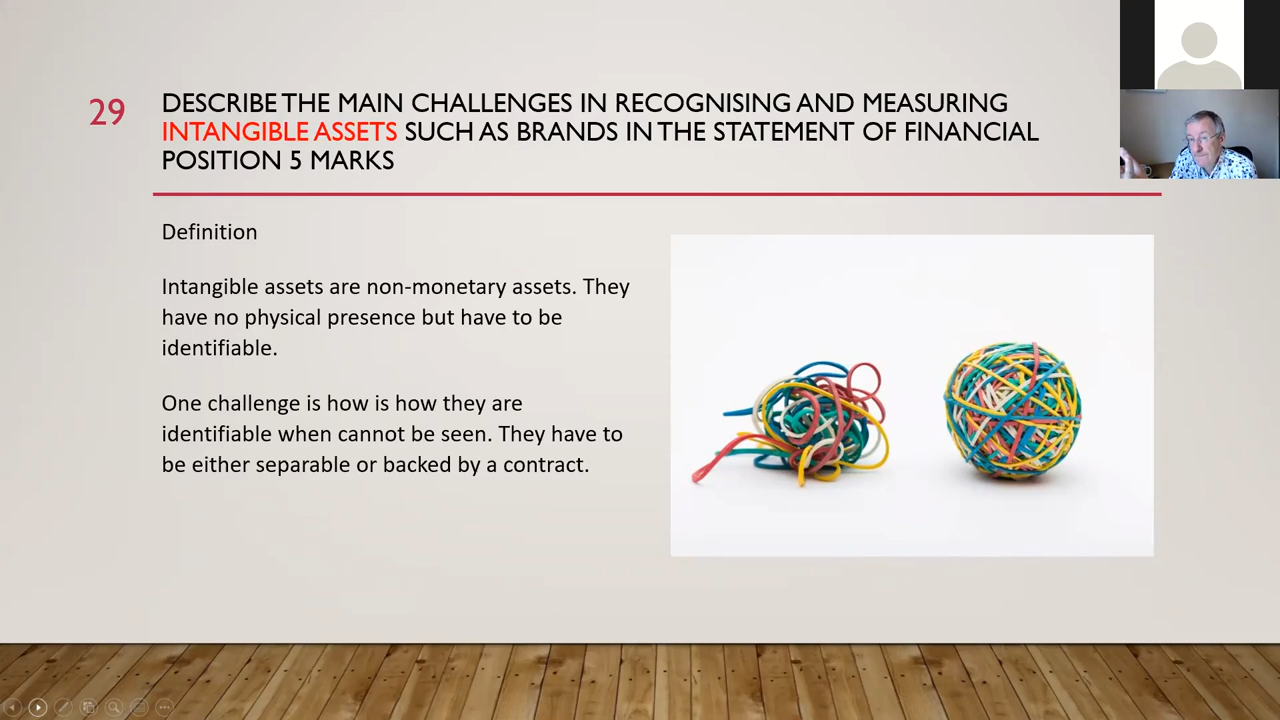 29
DESCRIBE THE MAIN CHALLENGES IN RECOGNISING AND MEASURING
INTANGIBLE ASSETS SUCH AS BRANDS IN THE STATEMENT OF FINANCIAL
POSITION 5 MARKS
Definition
Intangible assets are non-monetary assets. They
have no physical presence but have to be
identifiable.
One challenge is how is how they are
identifiable when cannot be seen. They have to
be either separable or backed by a contract.